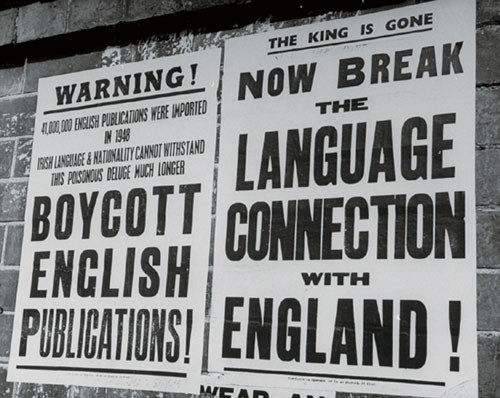 WARNING!
41,000,000 ENGLISH PUBLICATIONS WERE IMPORTED
IN 1948
IRISH LANGUAGE & NATIONALITY CANNOT WITHSTAND
THIS POISONOUS DELUGE MUCH LONGER
BOYCOTT
ENGLISH
PUBLICATIONS!
THE KING IS GONE
NOW BREAK
THE
LANGUAGE
CONNECTION
WITH
ENGLAND!
WEAR